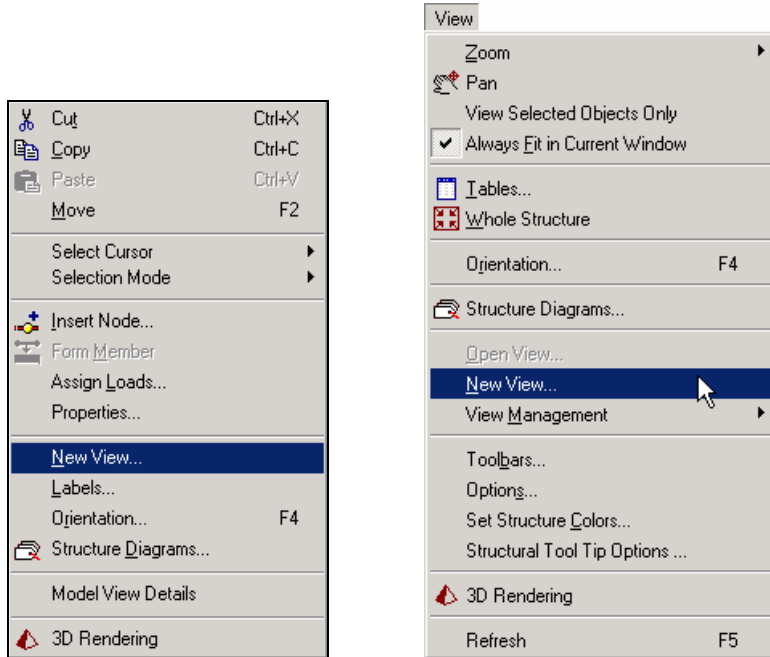 Cut Ctrl+X
Copy Ctrl+C
Paste Ctrl+V
Move F2
Select Cursor
Selection Mode
Insert Node...
Form Member
Assign Loads...
Properties...
New View...
Labels...
Orientation... F4
Structure Diagrams...
Model View Details
3D Rendering
View
Zoom
Pan
View Selected Objects Only
Always Fit in Current Window
Tables...
Whole Structure
Orientation... F4
Structure Diagrams...
Open View...
New View...
View Management
Toolbars...
Options...
Set Structure Colors...
Structural Tool Tip Options ...
3D Rendering
Refresh F5